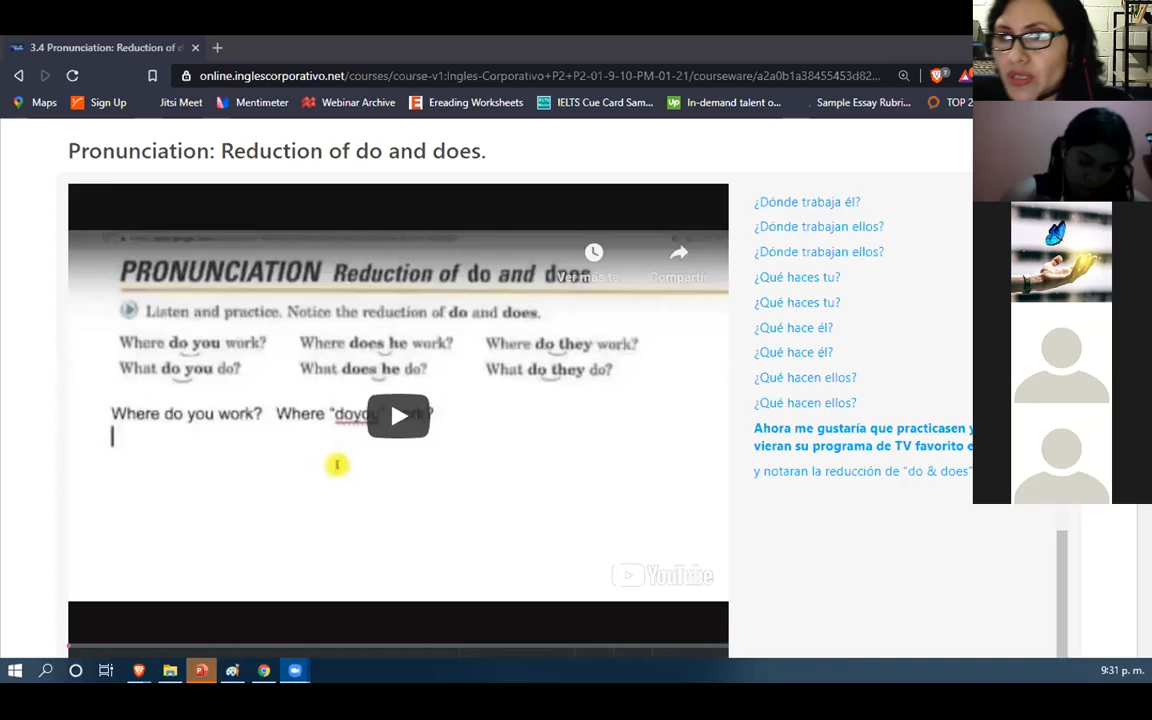 3.4 Pronunciation: Reduction of d
online.inglescorporativo.net/courses/course-v1:Ingles-Corporativo+P2+P2-01-9-10-PM-01-21/courseware/a2a0b1a38455453d82...
Maps Sign Up Jitsi Meet Mentimeter Webinar Archive Ereading Worksheets IELTS Cue Card Sam... In-demand talent o... Sample Essay Rubri... TOP 2
Pronunciation: Reduction of do and does.
Ver más ta Compartir
PRONUNCIATION Reduction of do and does
Listen and practice. Notice the reduction of do and does.
Where do you work? Where does he work? Where do they work?
What do you do? What does he do? What do they do?
Where do you work? Where "doyou"
YouTube
¿Dónde trabaja él?
¿Dónde trabajan ellos?
¿Dónde trabajan ellos?
¿Qué haces tu?
¿Qué haces tu?
¿Qué hace él?
¿Qué hace él?
¿Qué hacen ellos?
¿Qué hacen ellos?
Ahora me gustaría que practicasen y
vieran su programa de TV favorito e
y notaran la reducción de "do & does"
9:31 p. m.